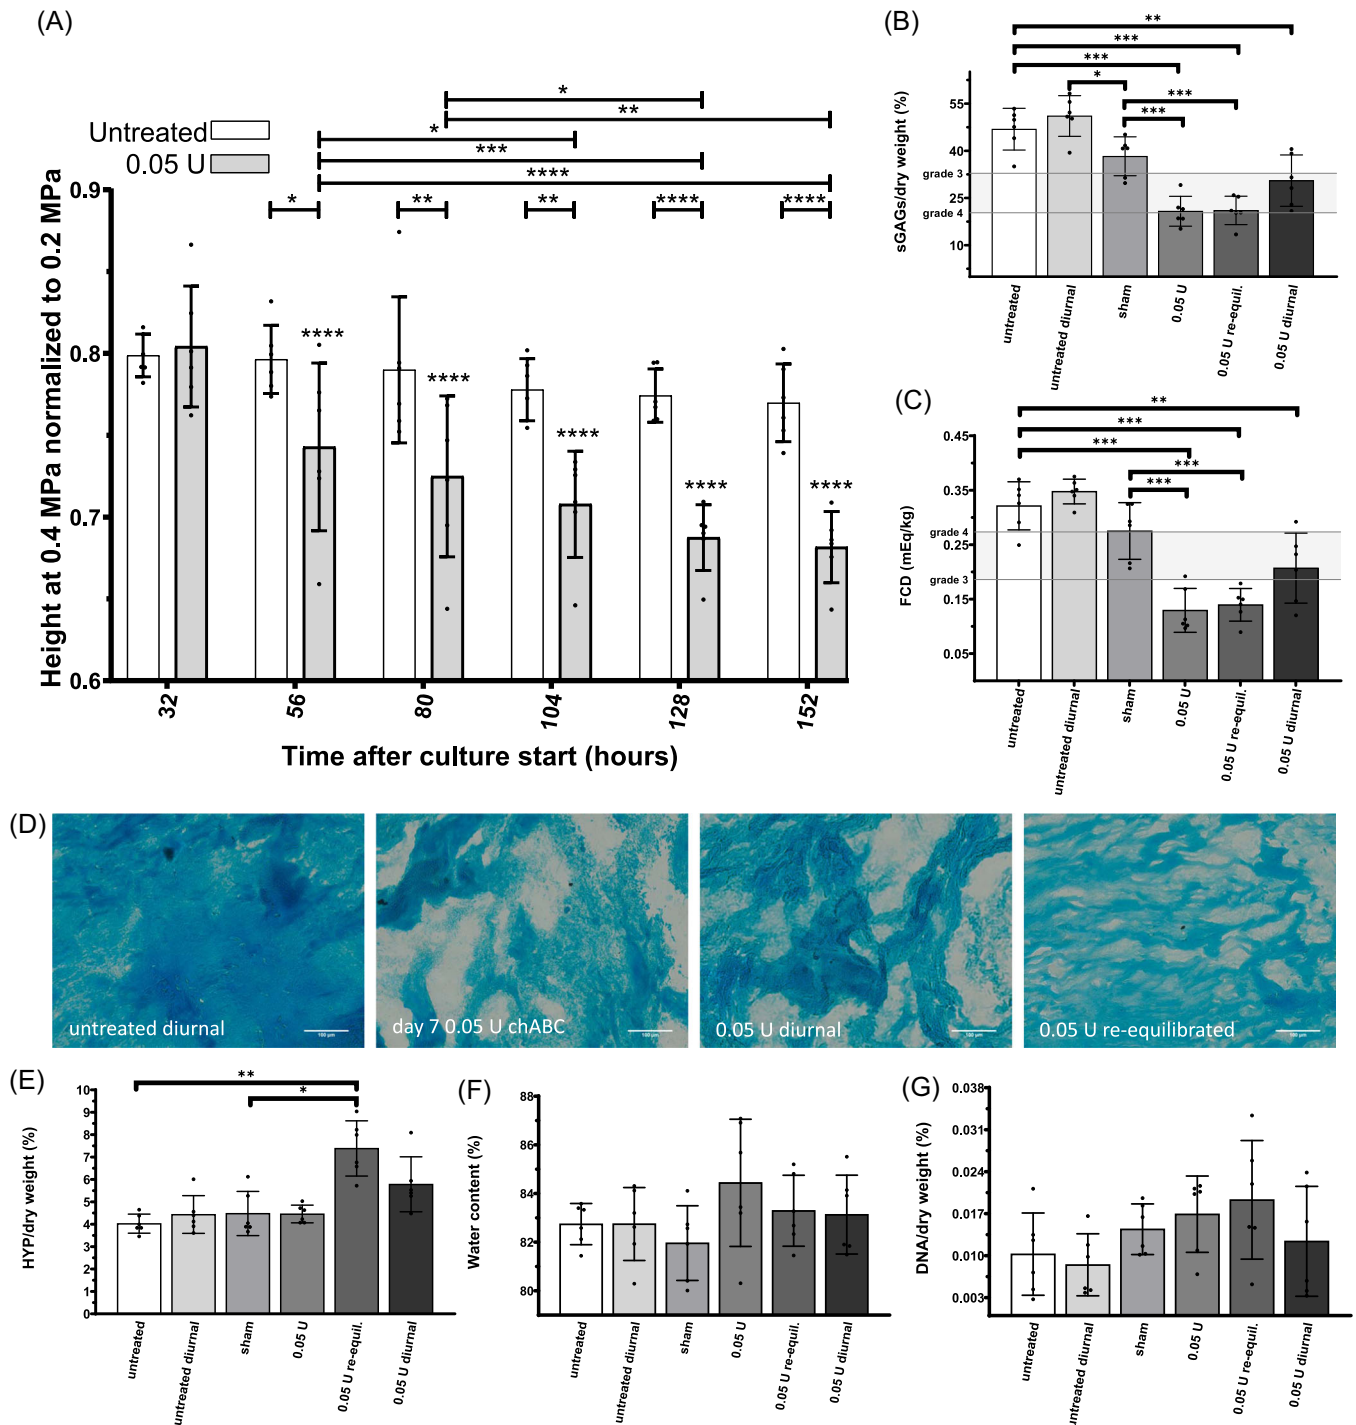 (A)
Untreated
0.05 U
*
**
*
***
****
*
**
**
****
****
****
****
****
****
****
Height at 0.4 MPa normalized to 0.2 MPa
0.9
0.8
0.7
0.6
32
56
80
104
128
152
Time after culture start (hours)
(B)
**
***
***
*
***
***
sGAGs/dry weight (%)
55
40
grade 3
25
grade 4
10
untreated
untreated diurnal
sham
0.05 U
0.05 U re-equil.
0.05 U diurnal
(C)
**
***
***
***
***
FCD (mEq/kg)
0.45
0.35
grade 4
0.25
grade 3
0.15
0.05
untreated
untreated diurnal
sham
0.05 U
0.05 U re-equil.
0.05 U diurnal
(D)
untreated diurnal
100 µm
day 7 0.05 U chABC
100 µm
0.05 U diurnal
100 µm
0.05 U re-equilibrated
100 µm
(E)
**
*
HYP/dry weight (%)
10
9
8
7
6
5
4
3
2
1
0
untreated
untreated diurnal
sham
0.05 U
0.05 U re-equil.
0.05 U diurnal
(F)
Water content (%)
88
86
84
82
80
untreated
untreated diurnal
sham
0.05 U
0.05 U re-equil.
0.05 U diurnal
(G)
DNA/dry weight (%)
0.038
0.031
0.024
0.017
0.010
0.003
untreated
untreated diurnal
sham
0.05 U
0.05 U re-equil.
0.05 U diurnal